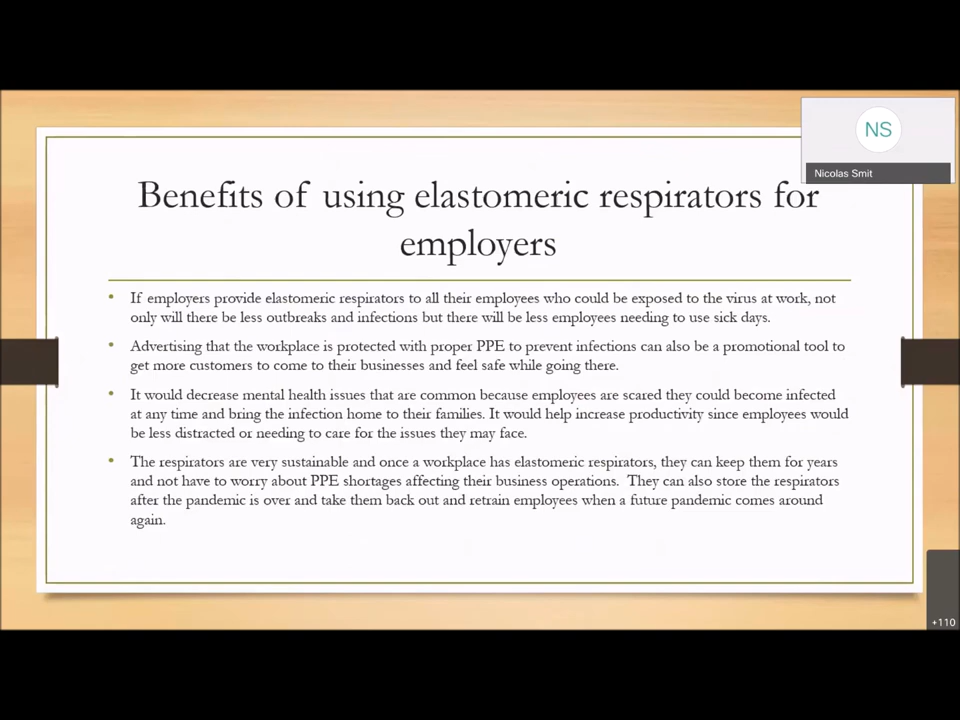 NS
Nicolas Smit
Benefits of using elastomeric respirators for
employers
• If employers provide elastomeric respirators to all their employees who could be exposed to the virus at work, not
only will there be less outbreaks and infections but there will be less employees needing to use sick days.
• Advertising that the workplace is protected with proper PPE to prevent infections can also be a promotional tool to
get more customers to come to their businesses and feel safe while going there.
• It would decrease mental health issues that are common because employees are scared they could become infected
at any time and bring the infection home to their families. It would help increase productivity since employees would
be less distracted or needing to care for the issues they may face.
• The respirators are very sustainable and once a workplace has elastomeric respirators, they can keep them for years
and not have to worry about PPE shortages affecting their business operations.  They can also store the respirators
after the pandemic is over and take them back out and retrain employees when a future pandemic comes around
again.
+110